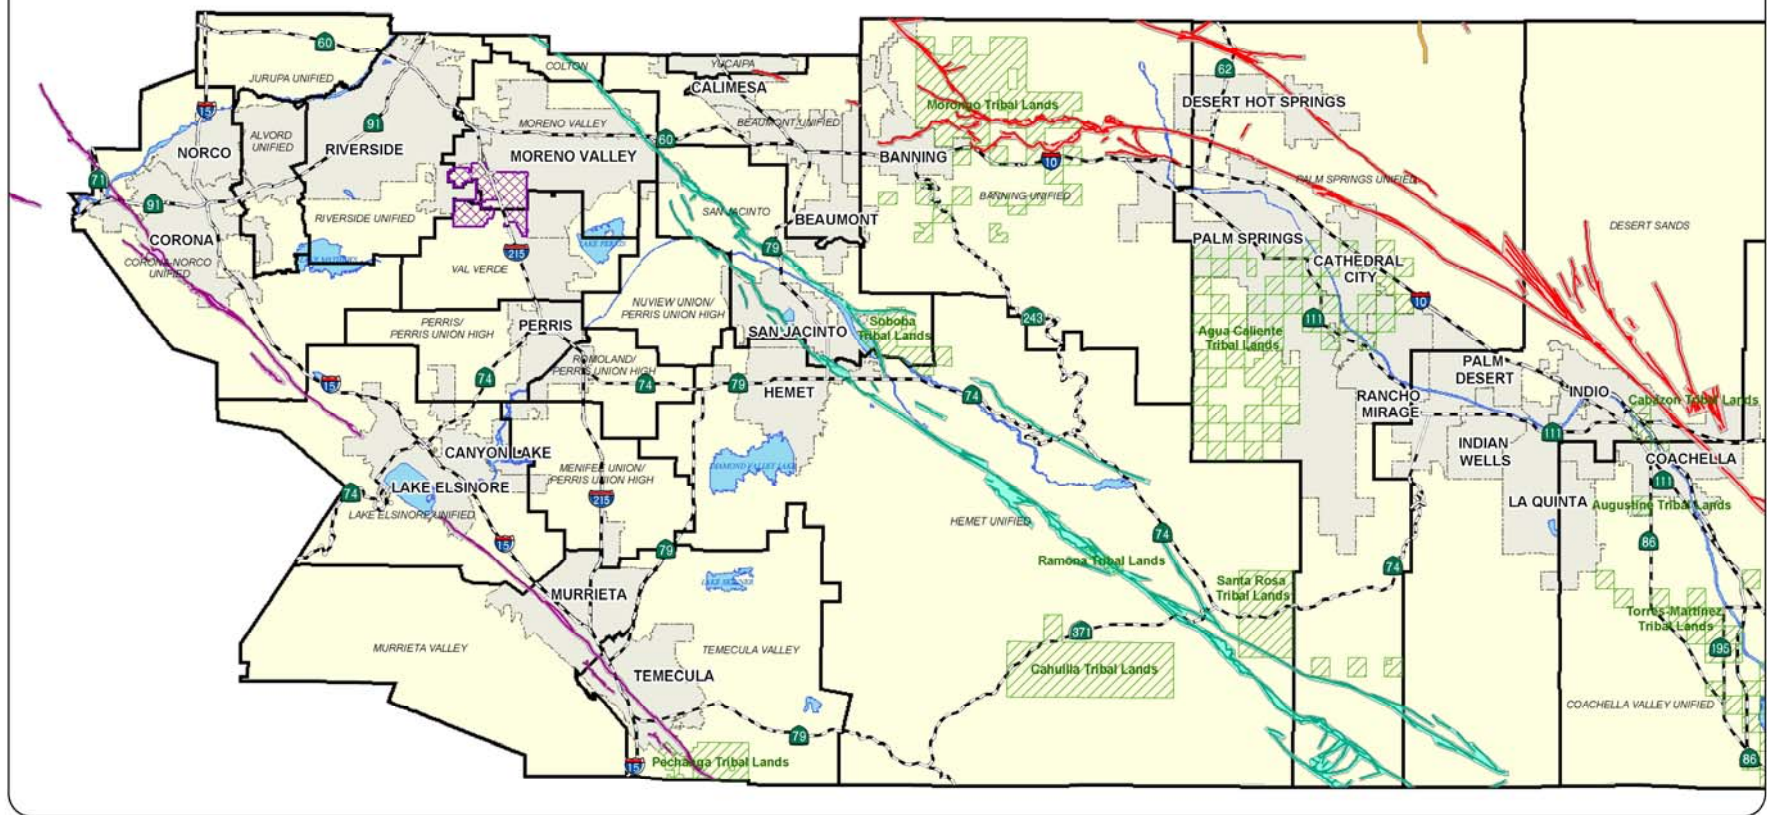 60
COLTON
YUCAIPA
JURUPA UNIFIED
CALIMESA
62
15
DESERT HOT SPRINGS
Morongo Tribal Lands
91
ALVORD
UNIFIED
MORENO VALLEY
BEAUMONT UNIFIED
60
NORCO
RIVERSIDE
MORENO VALLEY
BANNING
10
71
PALM SPRINGS UNIFIED
91
BANNING UNIFIED
RIVERSIDE UNIFIED
SAN JACINTO
BEAUMONT
DESERT SANDS
CORONA
LAKE PERRIS
79
PALM SPRINGS
215
CORONA-NORCO
UNIFIED
VAL VERDE
CATHEDRAL
CITY
10
NUVIEW UNION/
PERRIS UNION HIGH
243
111
PERRIS/
PERRIS UNION HIGH
PERRIS
SAN JACINTO
Soboba
Tribal Lands
Agua Caliente
Tribal Lands
ROMOLAND/
PERRIS UNION HIGH
PALM
DESERT
15
74
74
79
HEMET
74
RANCHO
MIRAGE
INDIO
Cabazon Tribal Lands
111
CANYON LAKE
INDIAN
WELLS
COACHELLA
DIAMOND VALLEY LAKE
MENIFEE UNION/
PERRIS UNION HIGH
111
LAKE ELSINORE
74
215
LA QUINTA
Augustine Tribal Lands
LAKE ELSINORE UNIFIED
HEMET UNIFIED
15
79
74
86
Ramona Tribal Lands
74
LAKE SKINNER
Santa Rosa
Tribal Lands
MURRIETA
Torres-Martinez
Tribal Lands
371
MURRIETA VALLEY
TEMECULA VALLEY
195
TEMECULA
Cahuilla Tribal Lands
COACHELLA VALLEY UNIFIED
79
15
Pechanga Tribal Lands
86